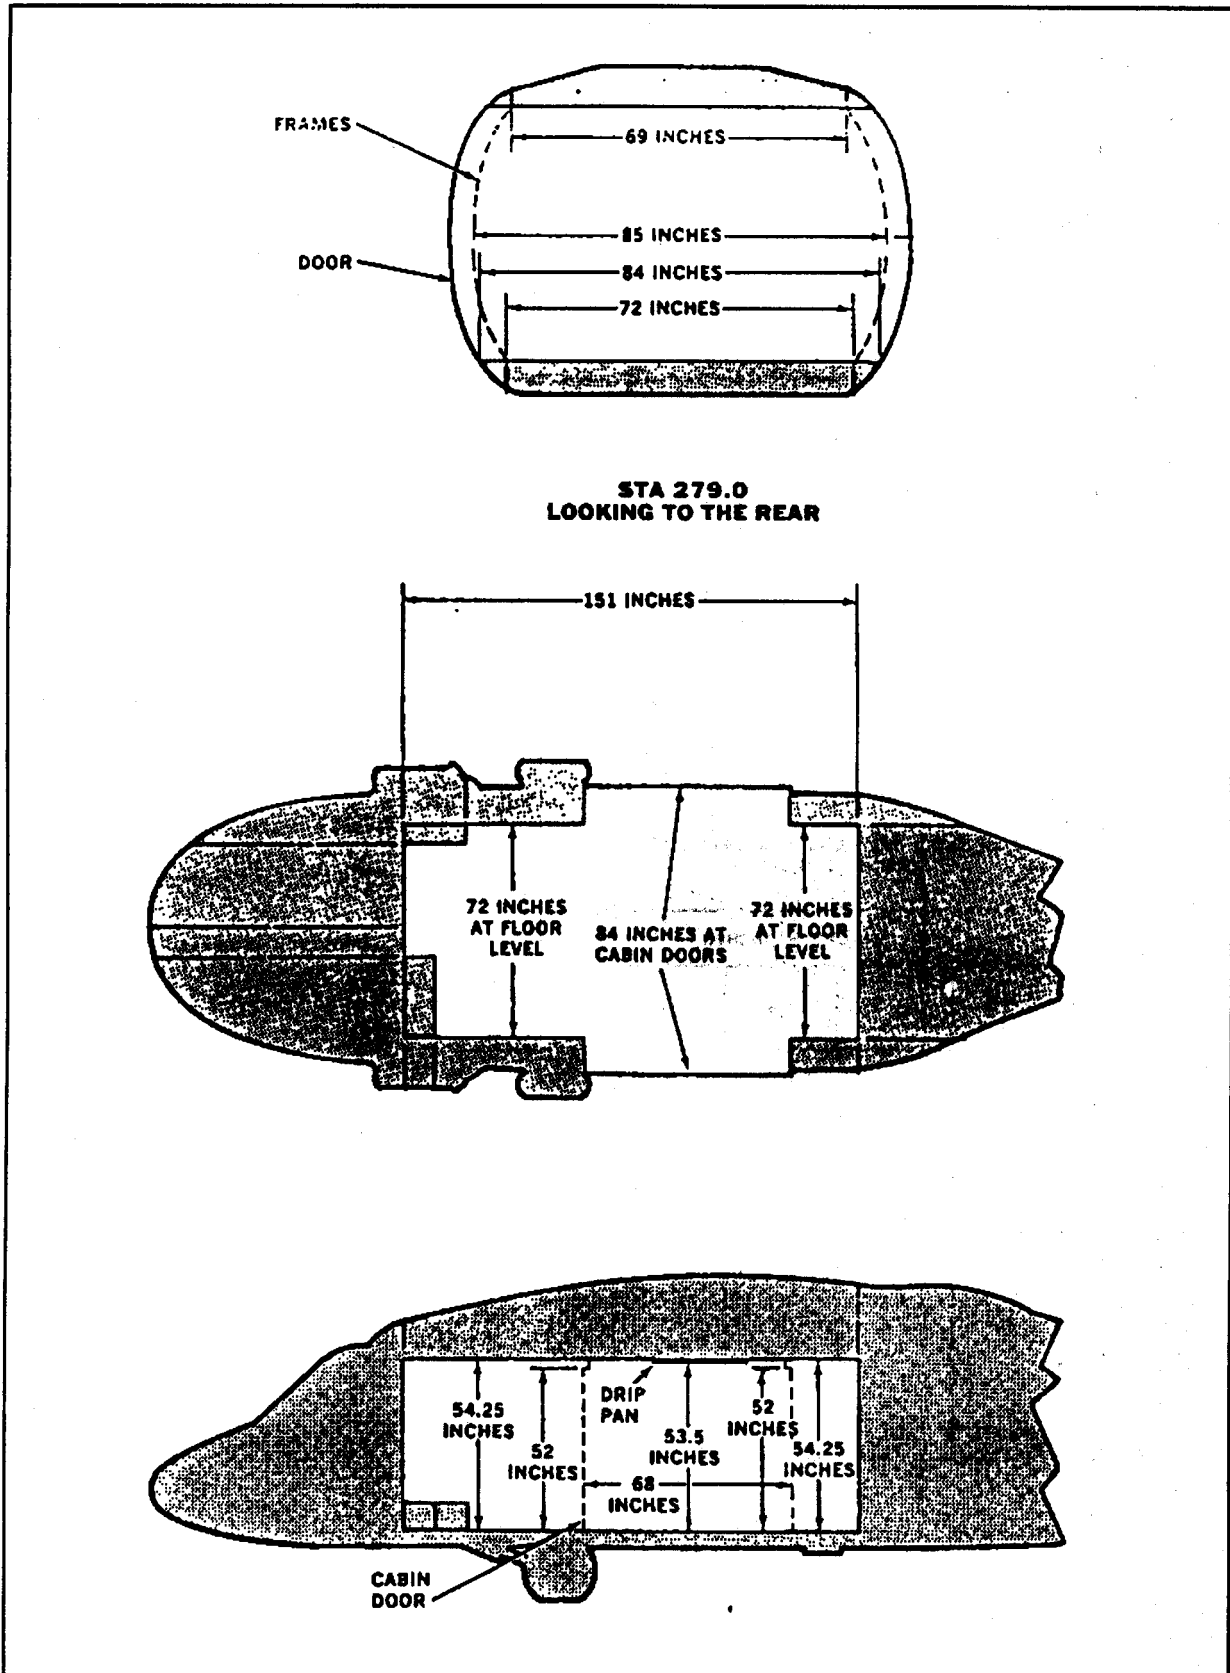 FRAMES
69 INCHES
85 INCHES
DOOR
84 INCHES
72 INCHES
STA 279.0
LOOKING TO THE REAR
151 INCHES
72 INCHES
AT FLOOR
LEVEL
84 INCHES AT
CABIN DOORS
72 INCHES
AT FLOOR
LEVEL
DRIP
PAN
54.25
INCHES
52
INCHES
53.5
INCHES
52
INCHES
54.25
INCHES
68
INCHES
CABIN
DOOR